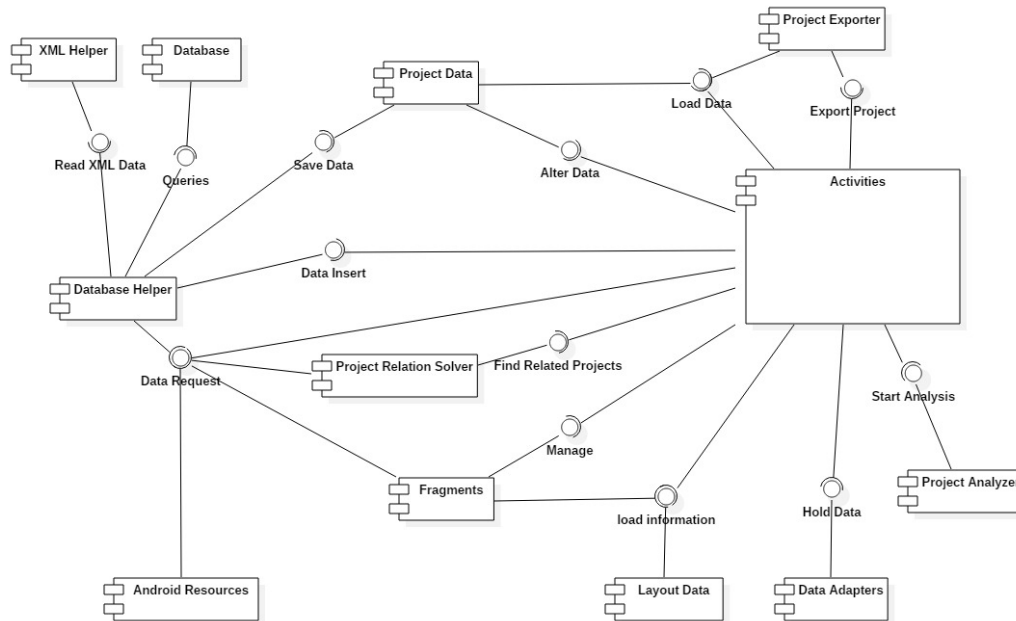 Project Exporter
XML Helper
Database
Project Data
Load Data
Export Project
Read XML Data
Queries
Save Data
Alter Data
Activities
Data Insert
Database Helper
Data Request
Project Relation Solver
Find Related Projects
Start Analysis
Manage
Fragments
load information
Hold Data
Project Analyzer
Android Resources
Layout Data
Data Adapters